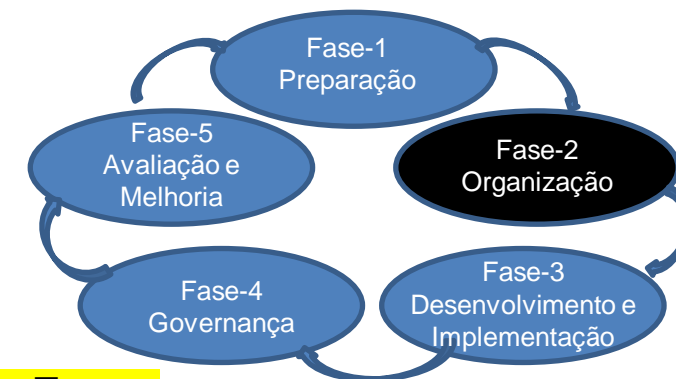 Fase-1
Preparação
Fase-2
Organização
Fase-3
Desenvolvimento e
Implementação
Fase-4
Governança
Fase-5
Avaliação e
Melhoria